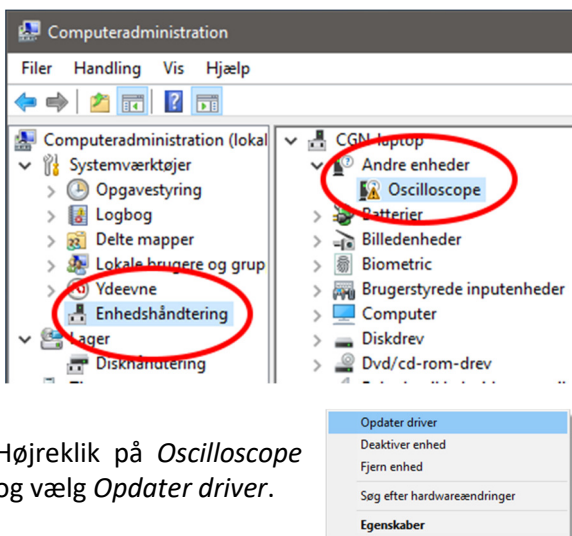 Computeradministration
Filer Handling Vis Hjælp
Computeradministration (lokal
Systemværktøjer
Opgavestyring
Logbog
Delte mapper
Lokale brugere og grup
Ydeevne
Enhedshåndtering
Lager
Diskhåndtering
CGN-laptop
Andre enheder
Oscilloscope
Batterier
Billedenheder
Biometric
Brugerstyrede inputenheder
Computer
Diskdrev
Dvd/cd-rom-drev
Højreklik på Oscilloscope
og vælg Opdater driver.
Opdater driver
Deaktiver enhed
Fjern enhed
Søg efter hardwareændringer
Egenskaber